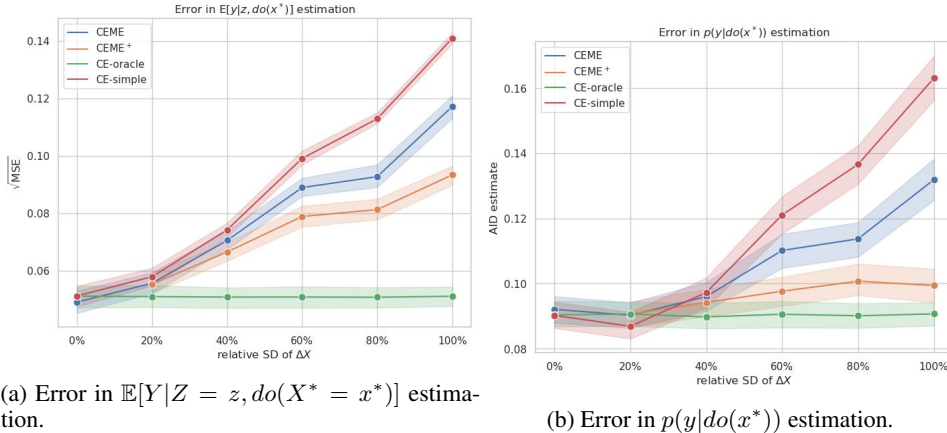 Error in E[y|z, do(x*)] estimation
CEME
CEME⁺
CE-oracle
CE-simple
0.14
0.12
0.10
0.08
0.06
√MSE
0% 20% 40% 60% 80% 100%
relative SD of ΔX
(a) Error in 𝔼[Y|Z = z, do(X* = x*)] estima-
tion.
Error in p(y|do(x*)) estimation
CEME
CEME⁺
CE-oracle
CE-simple
0.16
0.14
0.12
0.10
0.08
AID estimate
0% 20% 40% 60% 80% 100%
relative SD of ΔX
(b) Error in p(y|do(x*)) estimation.